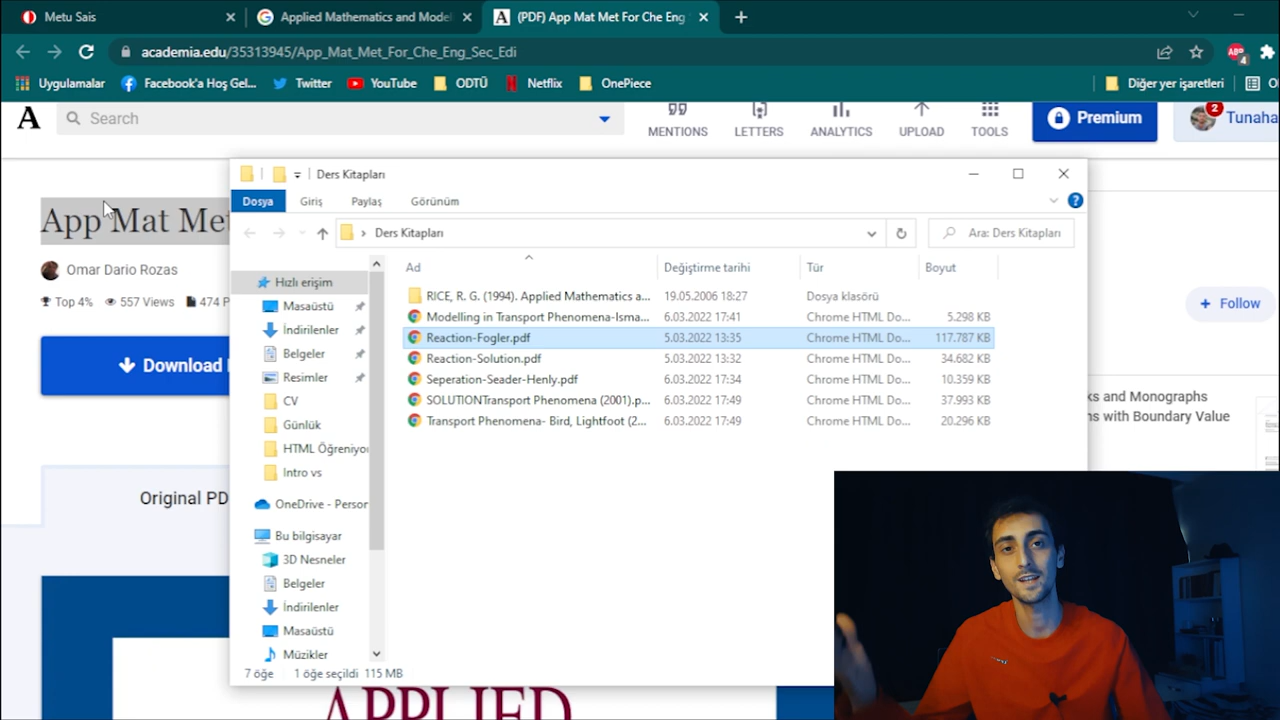 Metu Sais
Applied Mathematics and Model
(PDF) App Mat Met For Che Eng
academia.edu/35313945/App_Mat_Met_For_Che_Eng_Sec_Edi
Uygulamalar
Facebook'a Hoş Gel...
Twitter
YouTube
ODTÜ
Netflix
OnePiece
Diğer yer işaretleri
A
Search
MENTIONS
LETTERS
ANALYTICS
UPLOAD
TOOLS
Premium
2
Tunaha
App Mat Met
Omar Dario Rozas
Top 4%
557 Views
474 P
Download
Follow
Original PD
ks and Monographs
ns with Boundary Value
APPLIED
Ders Kitapları
Dosya
Giriş
Paylaş
Görünüm
Ders Kitapları
Ara: Ders Kitapları
Ad
Değiştirme tarihi
Tür
Boyut
RICE, R. G. (1994). Applied Mathematics a... 19.05.2006 18:27 Dosya klasörü
Modelling in Transport Phenomena-Isma... 6.03.2022 17:41 Chrome HTML Do... 5.298 KB
Reaction-Fogler.pdf 5.03.2022 13:35 Chrome HTML Do... 117.787 KB
Reaction-Solution.pdf 5.03.2022 13:32 Chrome HTML Do... 34.682 KB
Seperation-Seader-Henly.pdf 6.03.2022 17:34 Chrome HTML Do... 10.359 KB
SOLUTIONTransport Phenomena (2001).p... 6.03.2022 17:49 Chrome HTML Do... 37.993 KB
Transport Phenomena- Bird, Lightfoot (2... 6.03.2022 17:49 Chrome HTML Do... 20.296 KB
Hızlı erişim
Masaüstü
İndirilenler
Belgeler
Resimler
CV
Günlük
HTML Öğreniyo
Intro vs
OneDrive - Person
Bu bilgisayar
3D Nesneler
Belgeler
İndirilenler
Masaüstü
Müzikler
7 öğe
1 öğe seçildi 115 MB